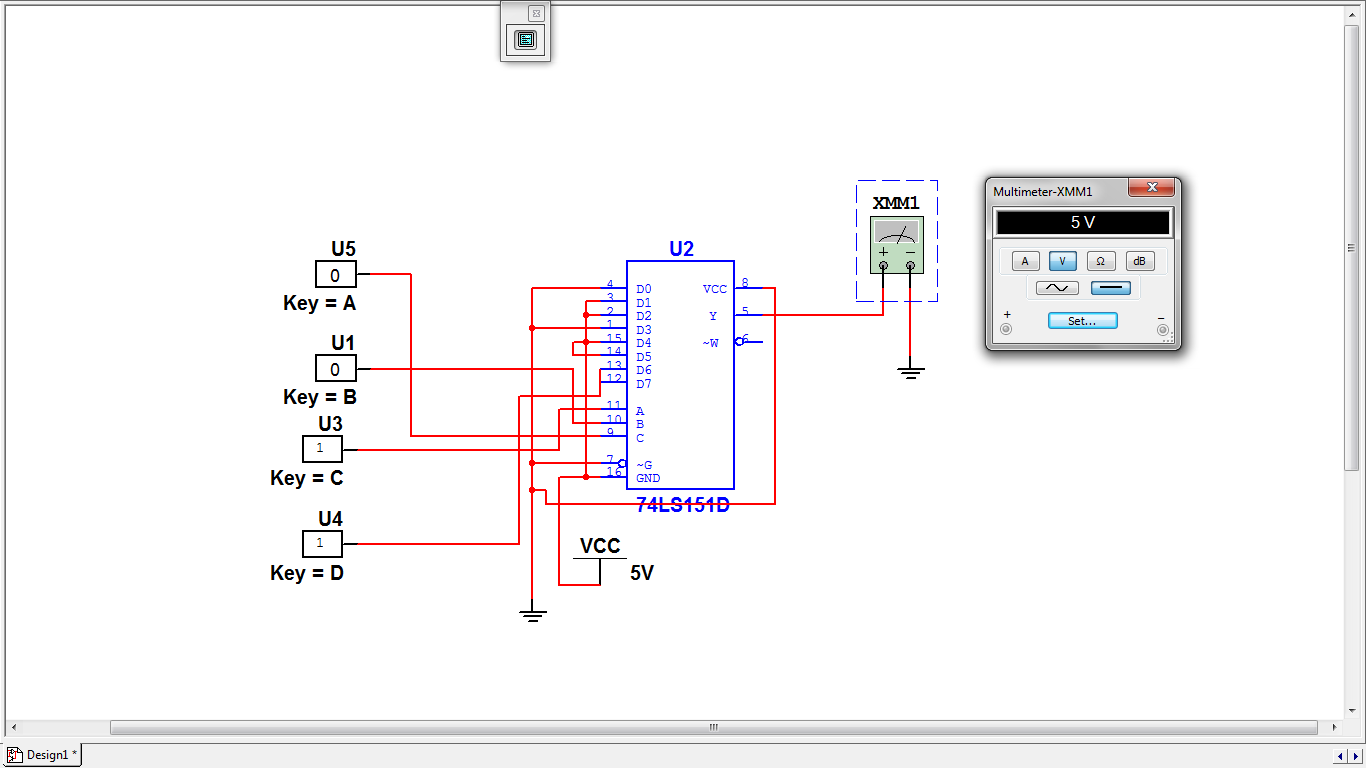 XMM1
Multimeter-XMM1
5 V
A V Ω dB
+ −
Set...
+ −
U5
0
Key = A
U1
0
Key = B
U3
1
Key = C
U4
1
Key = D
U2
4 D0 VCC 8
3 D1
2 D2 Y 5
1 D3
15 D4 ~W 6
14 D5
13 D6
12 D7
11 A
10 B
9 C
7 ~G
16 GND
74LS151D
VCC
5V
Design1 *